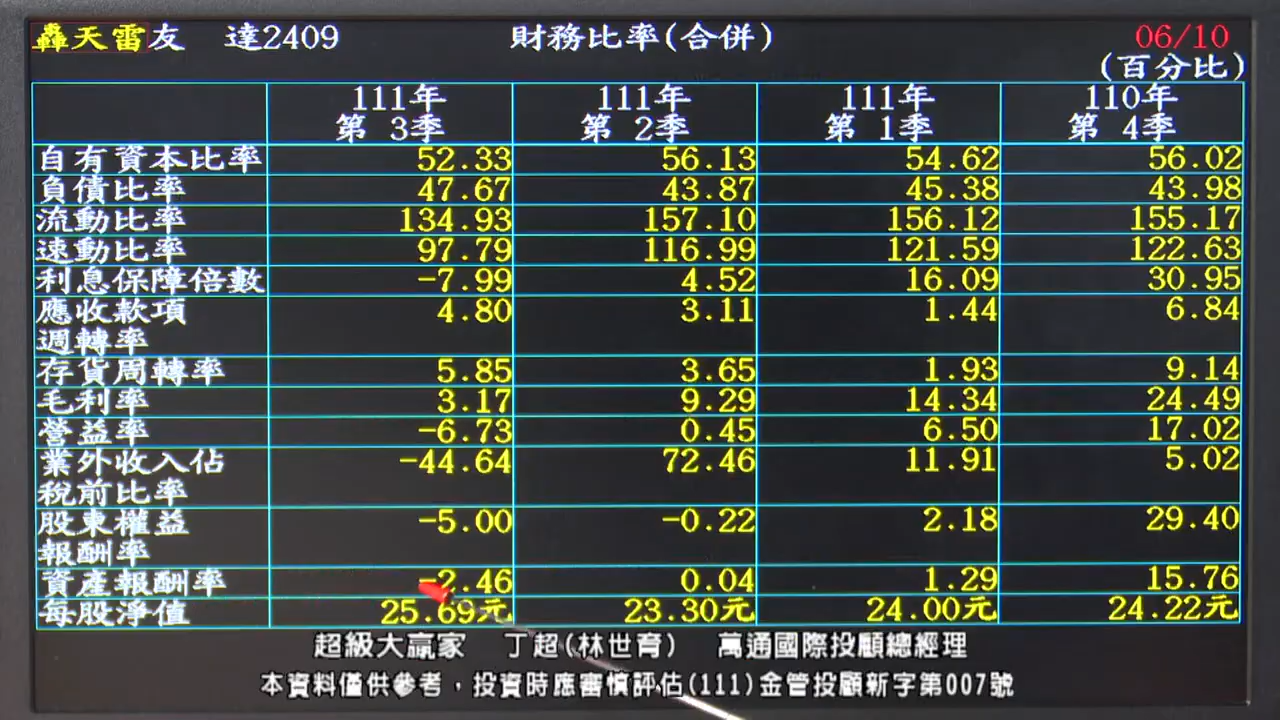 轟天雷友 達2409 財務比率(合併) 06/10
(百分比)
111年 111年 111年 110年
第 3季 第 2季 第 1季 第 4季
自有資本比率 52.33 56.13 54.62 56.02
負債比率 47.67 43.87 45.38 43.98
流動比率 134.93 157.10 156.12 155.17
速動比率 97.79 116.99 121.59 122.63
利息保障倍數 -7.99 4.52 16.09 30.95
應收款項 4.80 3.11 1.44 6.84
週轉率
存貨周轉率 5.85 3.65 1.93 9.14
毛利率 3.17 9.29 14.34 24.49
營益率 -6.73 0.45 6.50 17.02
業外收入佔 -44.64 72.46 11.91 5.02
稅前比率
股東權益 -5.00 -0.22 2.18 29.40
報酬率
資產報酬率 -2.46 0.04 1.29 15.76
每股淨值 25.69元 23.30元 24.00元 24.22元
超級大贏家 丁超(林世育) 萬通國際投顧總經理
本資料僅供參考，投資時應審慎評估(111)金管投顧新字第007號